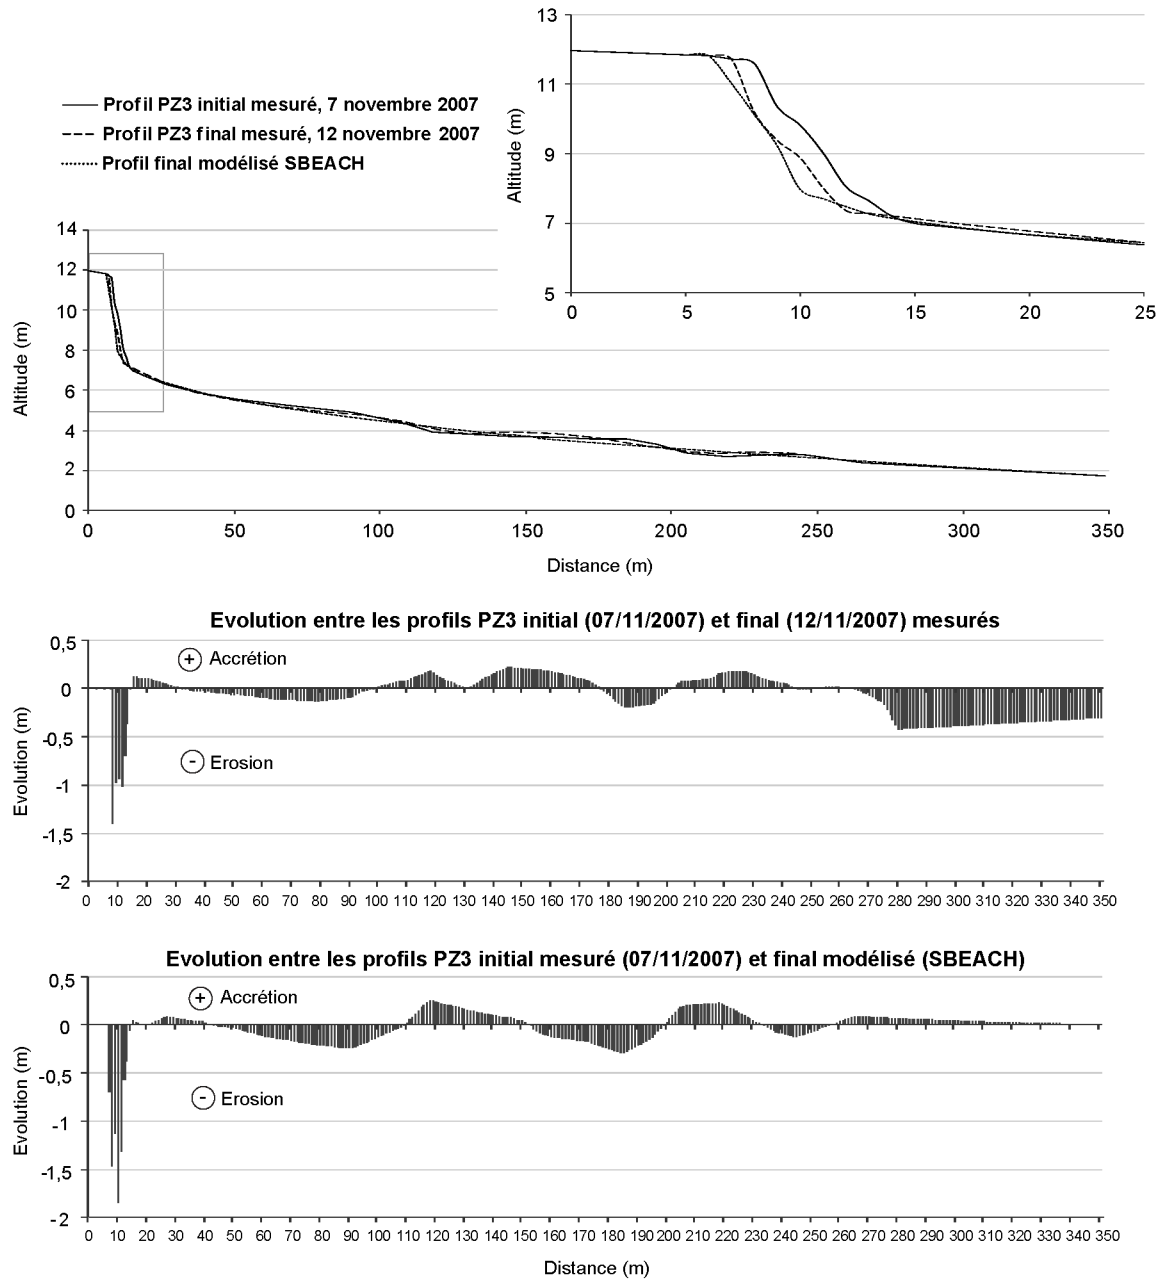 13
11
9
7
5
Altitude (m)
0 5 10 15 20 25
Profil PZ3 initial mesuré, 7 novembre 2007
Profil PZ3 final mesuré, 12 novembre 2007
Profil final modélisé SBEACH
14
12
10
8
6
4
2
0
Altitude (m)
0 50 100 150 200 250 300 350
Distance (m)
Evolution entre les profils PZ3 initial (07/11/2007) et final (12/11/2007) mesurés
0,5
0
-0,5
-1
-1,5
-2
Evolution (m)
+ Accrétion
- Erosion
0 10 20 30 40 50 60 70 80 90 100 110 120 130 140 150 160 170 180 190 200 210 220 230 240 250 260 270 280 290 300 310 320 330 340 350
Evolution entre les profils PZ3 initial mesuré (07/11/2007) et final modélisé (SBEACH)
0,5
0
-0,5
-1
-1,5
-2
Evolution (m)
+ Accrétion
- Erosion
0 10 20 30 40 50 60 70 80 90 100 110 120 130 140 150 160 170 180 190 200 210 220 230 240 250 260 270 280 290 300 310 320 330 340 350
Distance (m)